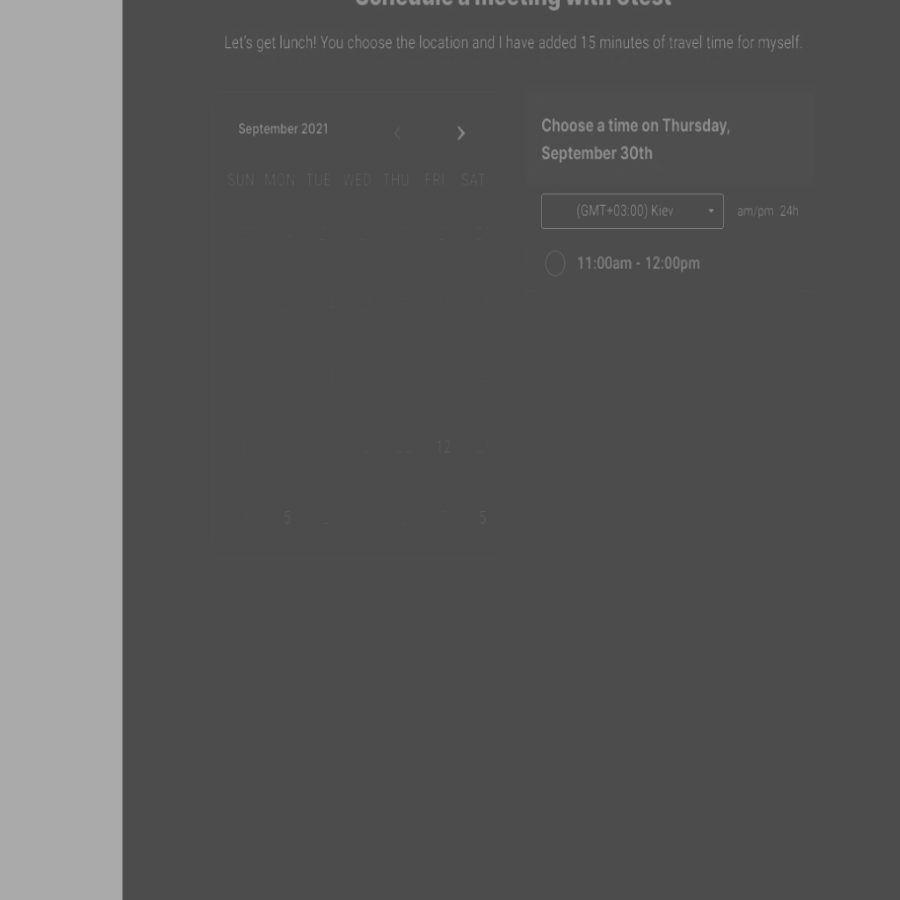 Schedule a meeting with
Let's get lunch! You choose the location and I have added 15 minutes of travel time for myself.
September 2021
‹ ›
SUN MON TUE WED THU FRI SAT
12
5 5
Choose a time on Thursday,
September 30th
(GMT+03:00) Kiev
am/pm 24h
11:00am - 12:00pm